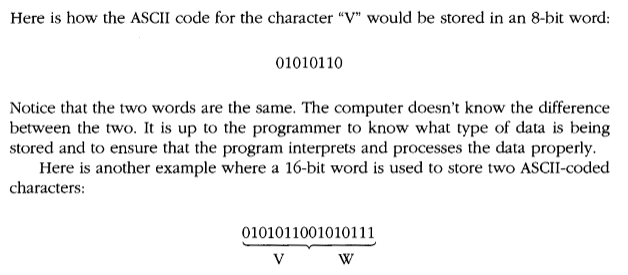 Here is how the ASCII code for the character “V” would be stored in an 8-bit word:
01010110
Notice that the two words are the same. The computer doesn’t know the difference
between the two. It is up to the programmer to know what type of data is being
stored and to ensure that the program interprets and processes the data properly.
Here is another example where a 16-bit word is used to store two ASCII-coded
characters:
0101011001010111
V W